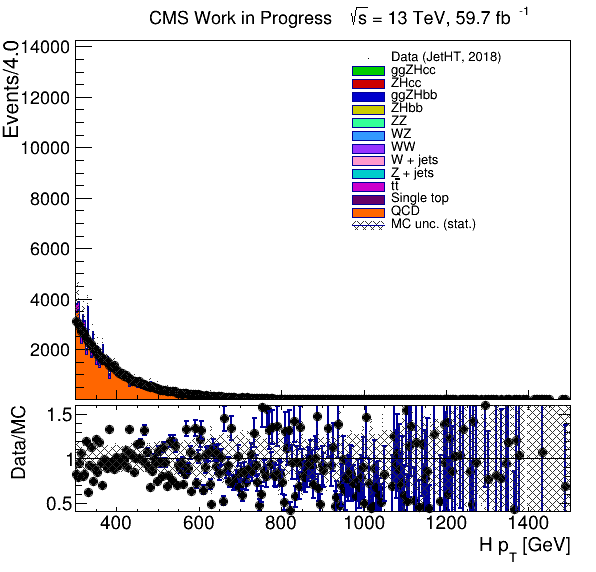 CMS Work in Progress √s = 13 TeV, 59.7 fb⁻¹
Events/4.0
14000
12000
10000
8000
6000
4000
2000
Data (JetHT, 2018)
ggZHcc
ZHcc
ggZHbb
ZHbb
ZZ
WZ
WW
W + jets
Z + jets
tt̄
Single top
QCD
MC unc. (stat.)
Data/MC
1.5
1
0.5
400 600 800 1000 1200 1400
H p_T [GeV]